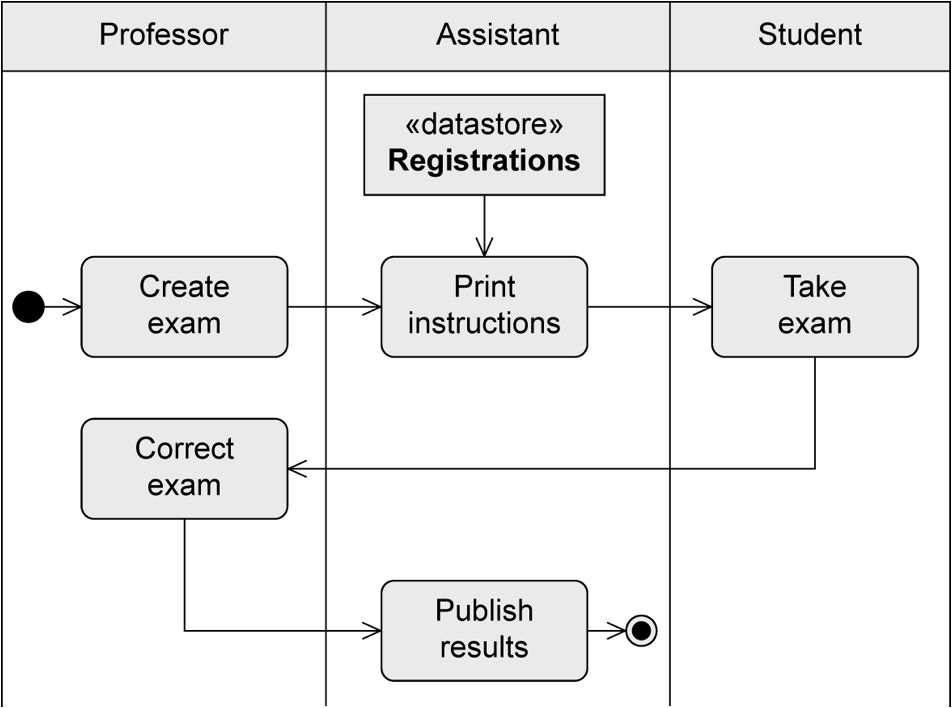 Professor
Assistant
Student
«datastore»
Registrations
Create
exam
Print
instructions
Take
exam
Correct
exam
Publish
results